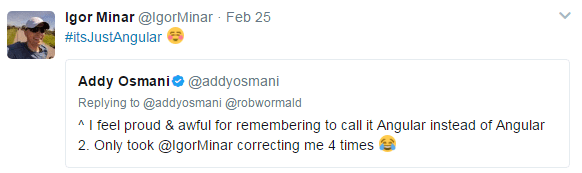 Igor Minar @IgorMinar · Feb 25
#itsJustAngular ☺️
Addy Osmani @addyosmani
Replying to @addyosmani @robwormald
^ I feel proud & awful for remembering to call it Angular instead of Angular
2. Only took @IgorMinar correcting me 4 times 😂